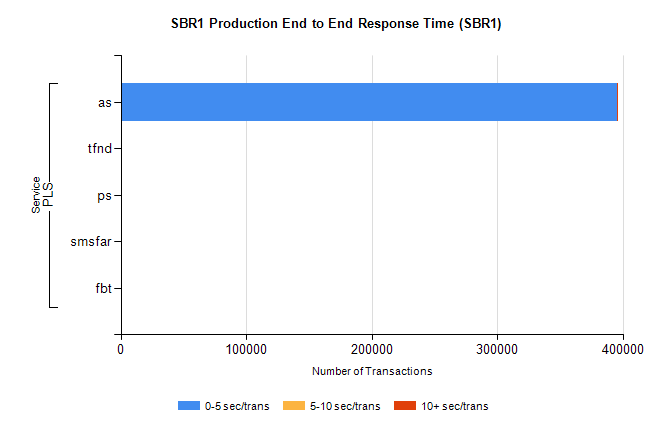 SBR1 Production End to End Response Time (SBR1)
Service
PLS
as
tfnd
ps
smsfar
fbt
0 100000 200000 300000 400000
Number of Transactions
0-5 sec/trans 5-10 sec/trans 10+ sec/trans